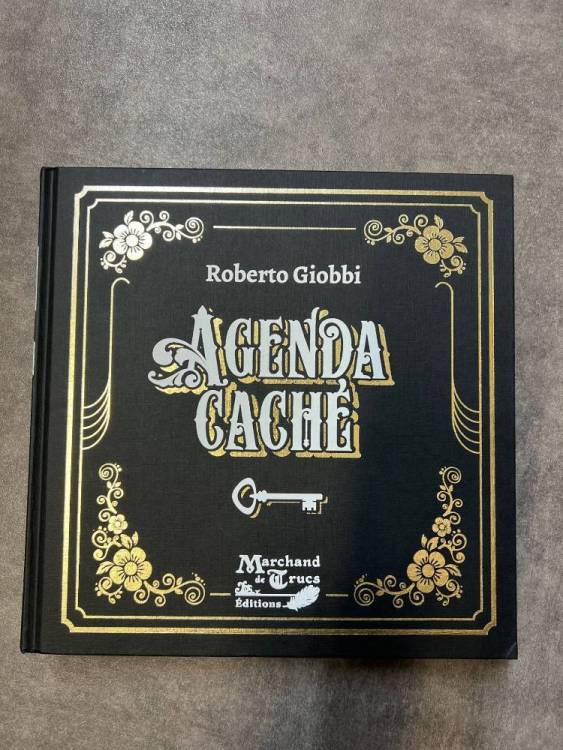 Roberto Giobbi
AGENDA
CACHÉ
Marchand
de Trucs
Éditions